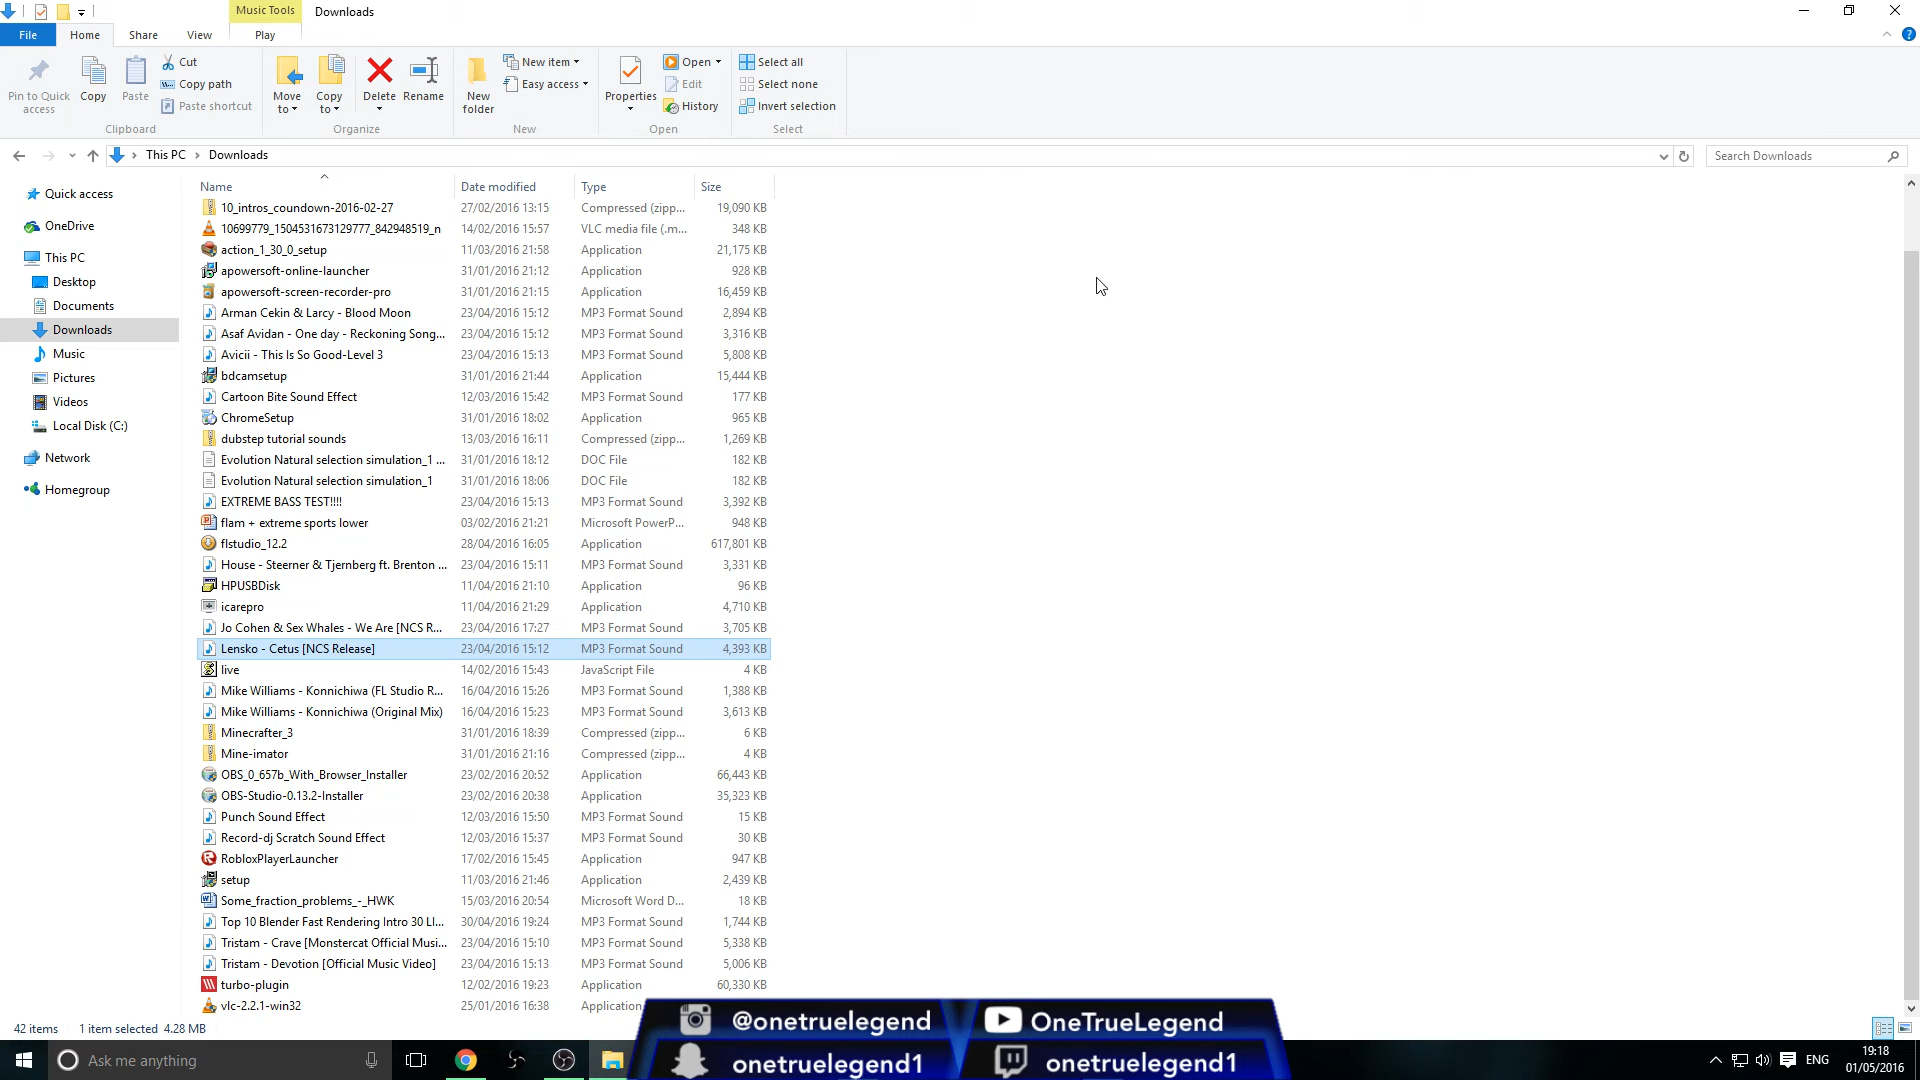 Music Tools Downloads
File Home Share View Play
Pin to Quick access
Copy
Paste
Cut
Copy path
Paste shortcut
Clipboard
Move to
Copy to
Delete
Rename
Organize
New folder
New item
Easy access
New
Properties
Open
Edit
History
Open
Select all
Select none
Invert selection
Select
This PC Downloads
Search Downloads
Quick access
OneDrive
This PC
Desktop
Documents
Downloads
Music
Pictures
Videos
Local Disk (C:)
Network
Homegroup
Name Date modified Type Size
10_intros_coundown-2016-02-27 27/02/2016 13:15 Compressed (zipp... 19,090 KB
10699779_1504531673129777_842948519_n 14/02/2016 15:57 VLC media file (.m... 348 KB
action_1_30_0_setup 11/03/2016 21:58 Application 21,175 KB
apowersoft-online-launcher 31/01/2016 21:12 Application 928 KB
apowersoft-screen-recorder-pro 31/01/2016 21:15 Application 16,459 KB
Arman Cekin & Larcy - Blood Moon 23/04/2016 15:12 MP3 Format Sound 2,894 KB
Asaf Avidan - One day - Reckoning Song... 23/04/2016 15:12 MP3 Format Sound 3,316 KB
Avicii - This Is So Good-Level 3 23/04/2016 15:13 MP3 Format Sound 5,808 KB
bdcamsetup 31/01/2016 21:44 Application 15,444 KB
Cartoon Bite Sound Effect 12/03/2016 15:42 MP3 Format Sound 177 KB
ChromeSetup 31/01/2016 18:02 Application 965 KB
dubstep tutorial sounds 13/03/2016 16:11 Compressed (zipp... 1,269 KB
Evolution Natural selection simulation_1 ... 31/01/2016 18:12 DOC File 182 KB
Evolution Natural selection simulation_1 31/01/2016 18:06 DOC File 182 KB
EXTREME BASS TEST!!!! 23/04/2016 15:13 MP3 Format Sound 3,392 KB
flam + extreme sports lower 03/02/2016 21:21 Microsoft PowerP... 948 KB
flstudio_12.2 28/04/2016 16:05 Application 617,801 KB
House - Steerner & Tjernberg ft. Brenton ... 23/04/2016 15:11 MP3 Format Sound 3,331 KB
HPUSBDisk 11/04/2016 21:10 Application 96 KB
icarepro 11/04/2016 21:29 Application 4,710 KB
Jo Cohen & Sex Whales - We Are [NCS R... 23/04/2016 17:27 MP3 Format Sound 3,705 KB
Lensko - Cetus [NCS Release] 23/04/2016 15:12 MP3 Format Sound 4,393 KB
live 14/02/2016 15:43 JavaScript File 4 KB
Mike Williams - Konnichiwa (FL Studio R... 16/04/2016 15:26 MP3 Format Sound 1,388 KB
Mike Williams - Konnichiwa (Original Mix) 16/04/2016 15:23 MP3 Format Sound 3,613 KB
Minecrafter_3 31/01/2016 18:39 Compressed (zipp... 6 KB
Mine-imator 31/01/2016 21:16 Compressed (zipp... 4 KB
OBS_0_657b_With_Browser_Installer 23/02/2016 20:52 Application 66,443 KB
OBS-Studio-0.13.2-Installer 23/02/2016 20:38 Application 35,323 KB
Punch Sound Effect 12/03/2016 15:50 MP3 Format Sound 15 KB
Record-dj Scratch Sound Effect 12/03/2016 15:37 MP3 Format Sound 30 KB
RobloxPlayerLauncher 17/02/2016 15:45 Application 947 KB
setup 11/03/2016 21:46 Application 2,439 KB
Some_fraction_problems_-_HWK 15/03/2016 20:54 Microsoft Word D... 18 KB
Top 10 Blender Fast Rendering Intro 30 Ll... 30/04/2016 19:24 MP3 Format Sound 1,744 KB
Tristam - Crave [Monstercat Official Musi... 23/04/2016 15:10 MP3 Format Sound 5,338 KB
Tristam - Devotion [Official Music Video] 23/04/2016 15:13 MP3 Format Sound 5,006 KB
turbo-plugin 12/02/2016 19:23 Application 60,330 KB
vlc-2.2.1-win32 25/01/2016 16:38 Application
42 items 1 item selected 4.28 MB
@onetruelegend OneTrueLegend
onetruelegend1 onetruelegend1
Ask me anything
ENG
19:18
01/05/2016